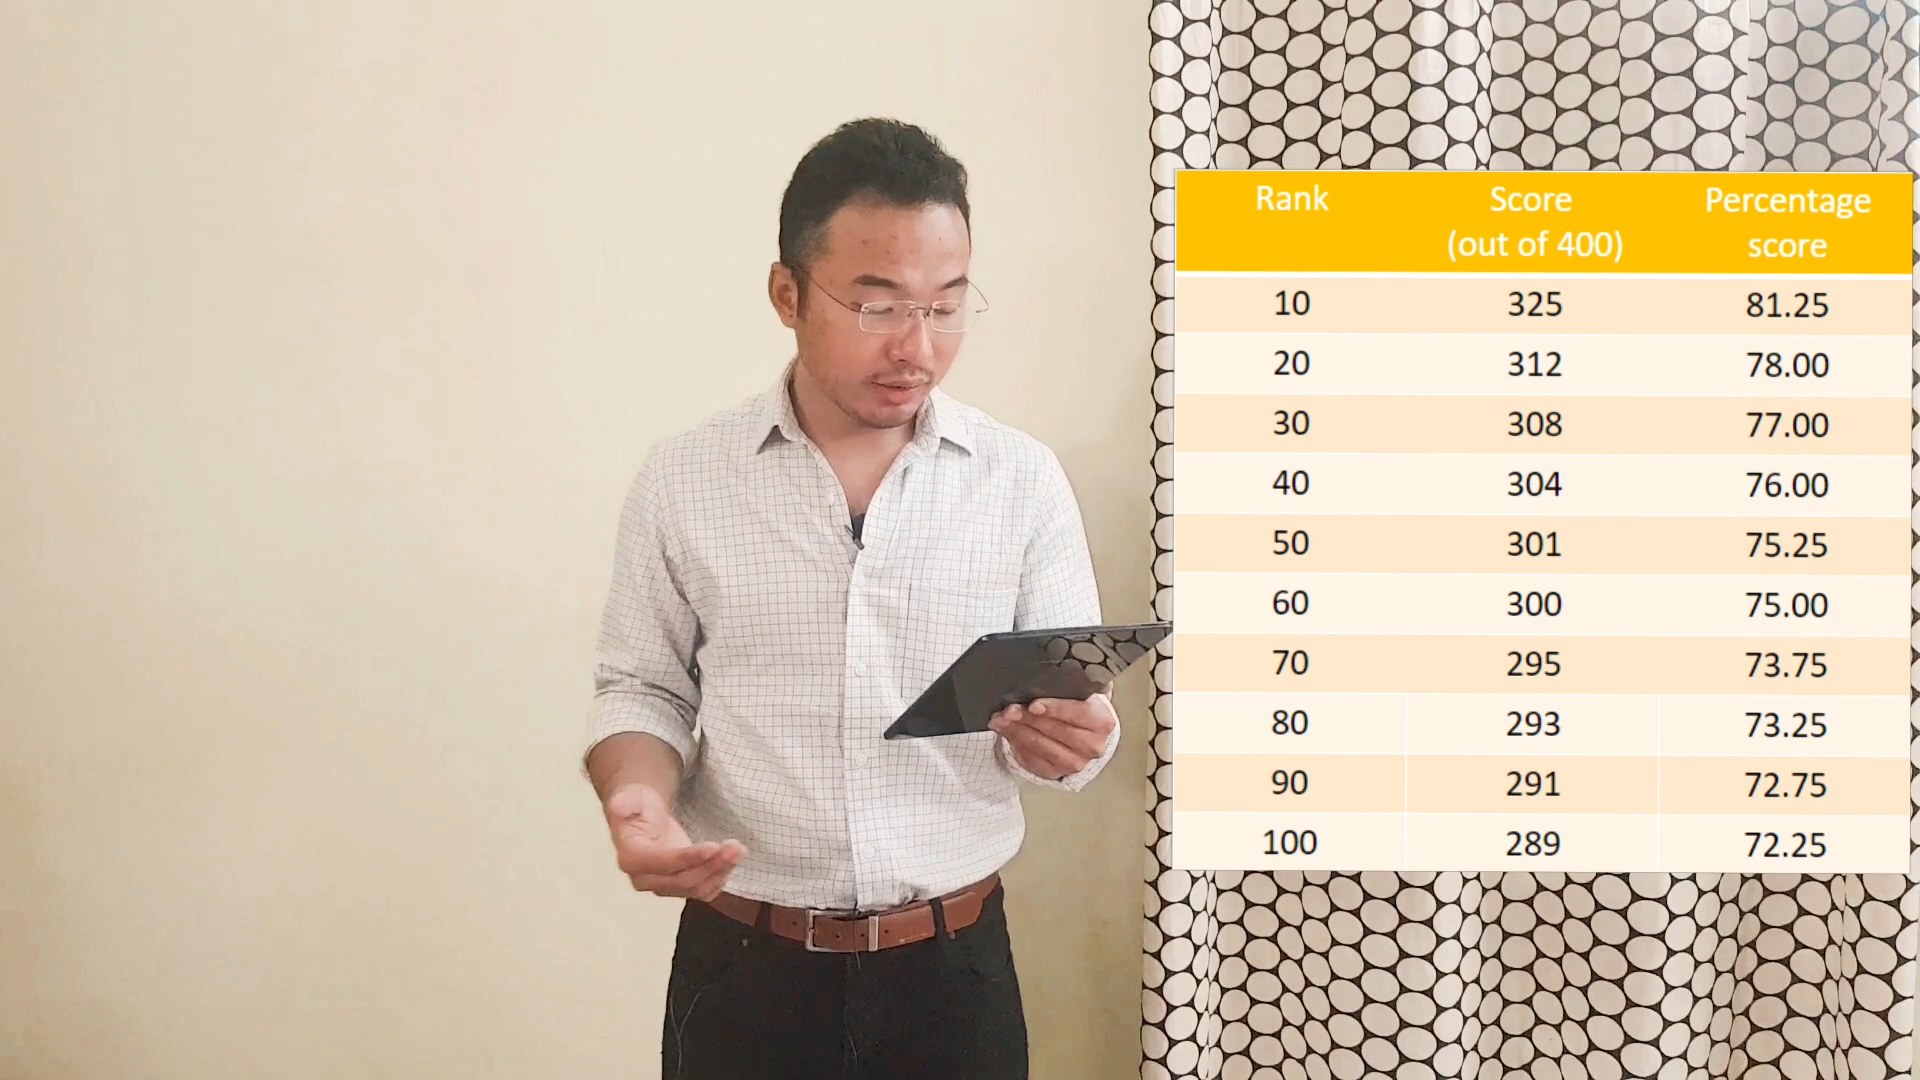 Rank Score Percentage
(out of 400) score
10 325 81.25
20 312 78.00
30 308 77.00
40 304 76.00
50 301 75.25
60 300 75.00
70 295 73.75
80 293 73.25
90 291 72.75
100 289 72.25